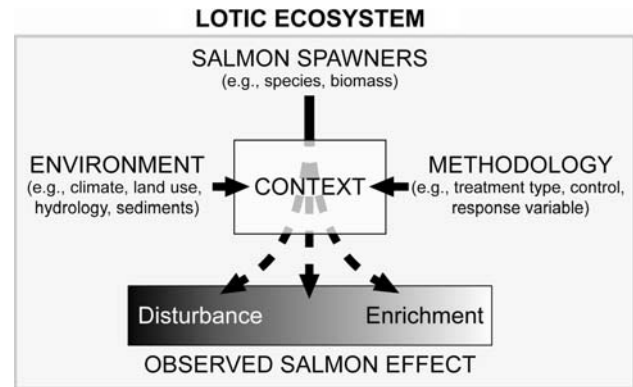 LOTIC ECOSYSTEM
SALMON SPAWNERS
(e.g., species, biomass)
ENVIRONMENT
(e.g., climate, land use,
hydrology, sediments)
CONTEXT
METHODOLOGY
(e.g., treatment type, control,
response variable)
Disturbance
Enrichment
OBSERVED SALMON EFFECT